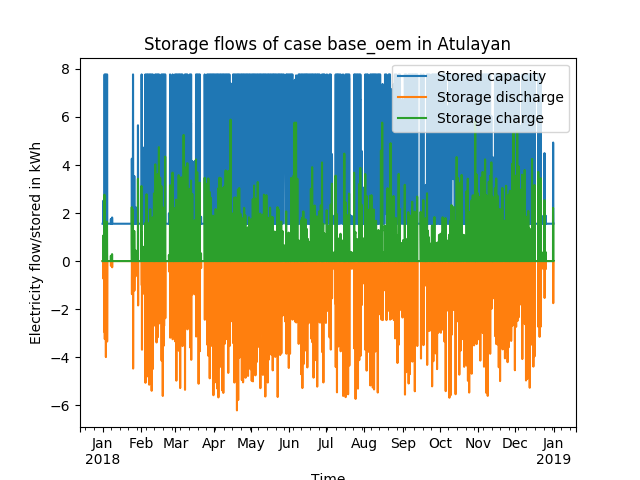 Storage flows of case base_oem in Atulayan
Stored capacity
Storage discharge
Storage charge
Electricity flow/stored in kWh
8
6
4
2
0
−2
−4
−6
Jan Feb Mar Apr May Jun Jul Aug Sep Oct Nov Dec Jan
2018 2019
Time